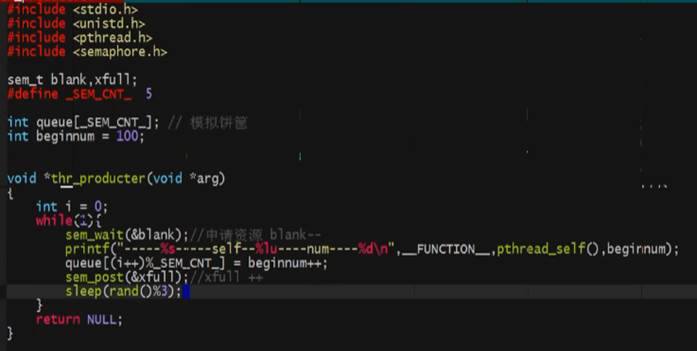 #include <stdio.h>
#include <unistd.h>
#include <pthread.h>
#include <semaphore.h>
sem_t blank,xfull;
#define _SEM_CNT_ 5
int queue[_SEM_CNT_]; // 模拟饼筐
int beginnum = 100;
void *thr_producter(void *arg)
{
int i = 0;
while(1){
sem_wait(&blank);//申请资源 blank--
printf("-----%s-----self--%lu----num----%d\n",__FUNCTION__,pthread_self(),beginnum);
queue[(i++)%_SEM_CNT_] = beginnum++;
sem_post(&xfull);//xfull ++
sleep(rand()%3);
}
return NULL;
}